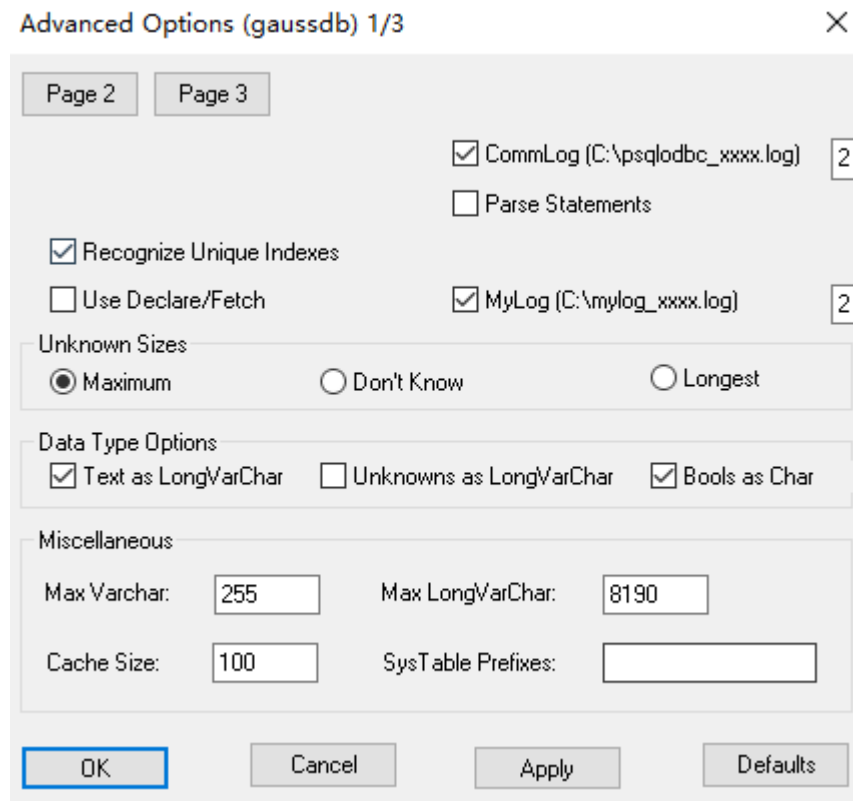 Advanced Options (gaussdb) 1/3
Page 2 Page 3
CommLog (C:\psqlodbc_xxxx.log) 2
Parse Statements
Recognize Unique Indexes
Use Declare/Fetch MyLog (C:\mylog_xxxx.log) 2
Unknown Sizes
Maximum Don't Know Longest
Data Type Options
Text as LongVarChar Unknowns as LongVarChar Bools as Char
Miscellaneous
Max Varchar: 255 Max LongVarChar: 8190
Cache Size: 100 SysTable Prefixes:
OK Cancel Apply Defaults